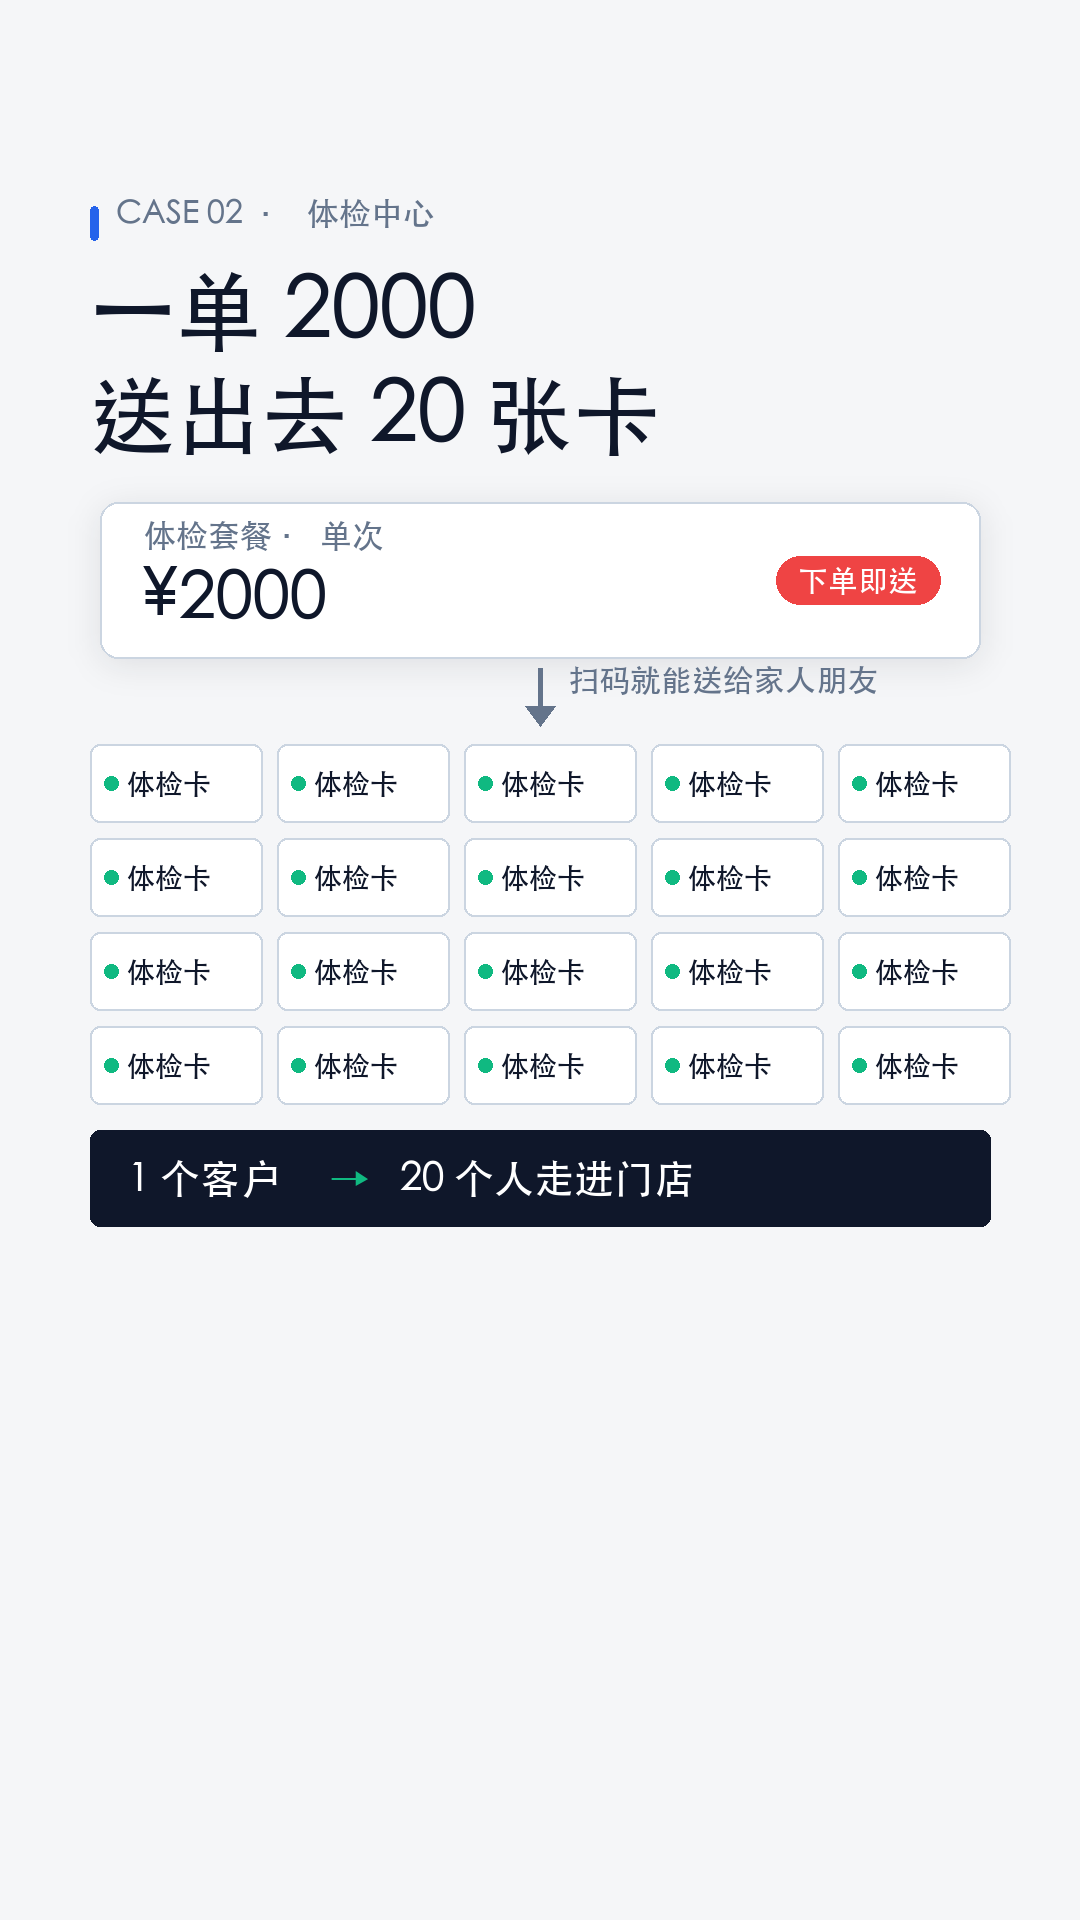 CASE 02 · 体检中心
一单 2000
送出去 20 张卡
体检套餐 · 单次
¥2000
下单即送
扫码就能送给家人朋友
体检卡 体检卡 体检卡 体检卡 体检卡
体检卡 体检卡 体检卡 体检卡 体检卡
体检卡 体检卡 体检卡 体检卡 体检卡
体检卡 体检卡 体检卡 体检卡 体检卡
1 个客户 → 20 个人走进门店